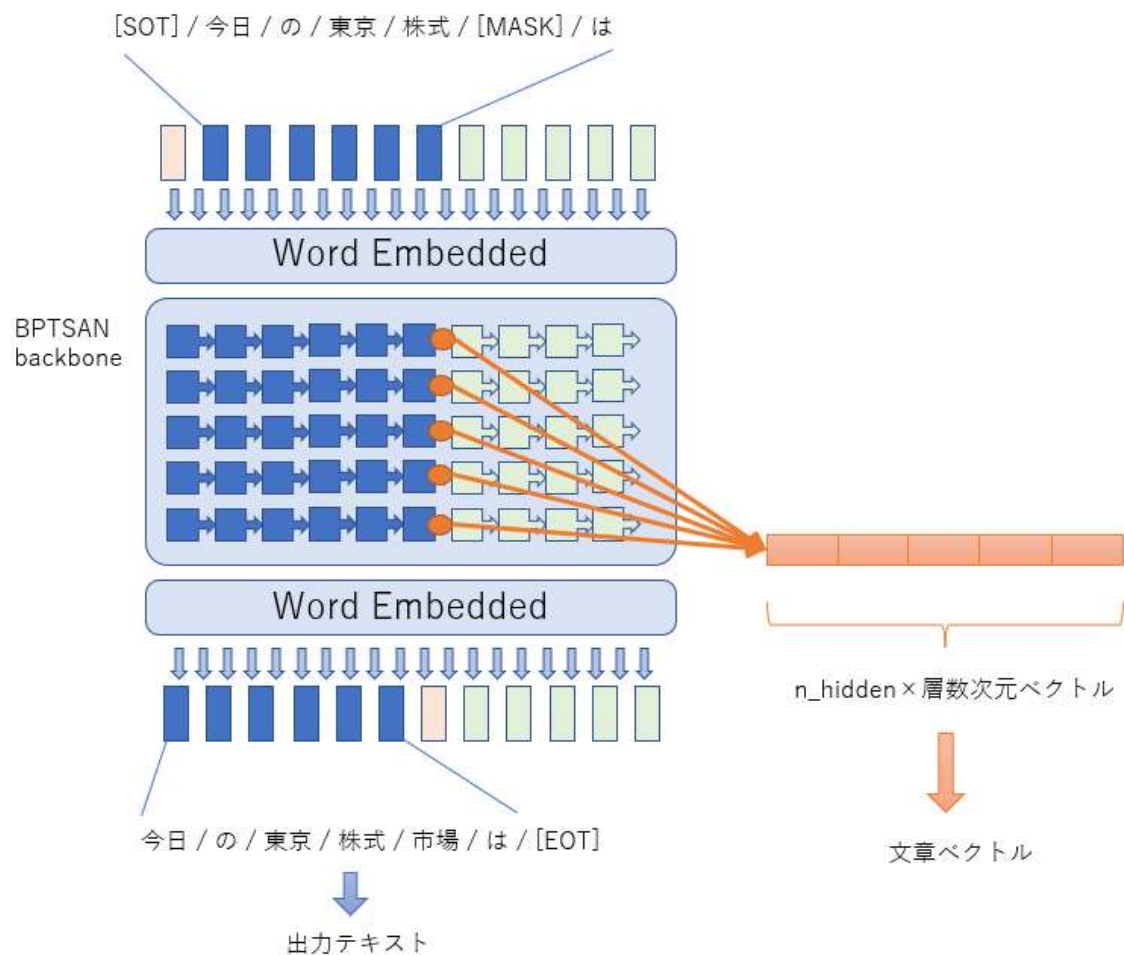 [SOT] / 今日 / の / 東京 / 株式 / [MASK] / は
Word Embedded
BPTSAN
backbone
Word Embedded
n_hidden×層数次元ベクトル
今日 / の / 東京 / 株式 / 市場 / は / [EOT]
文章ベクトル
出力テキスト